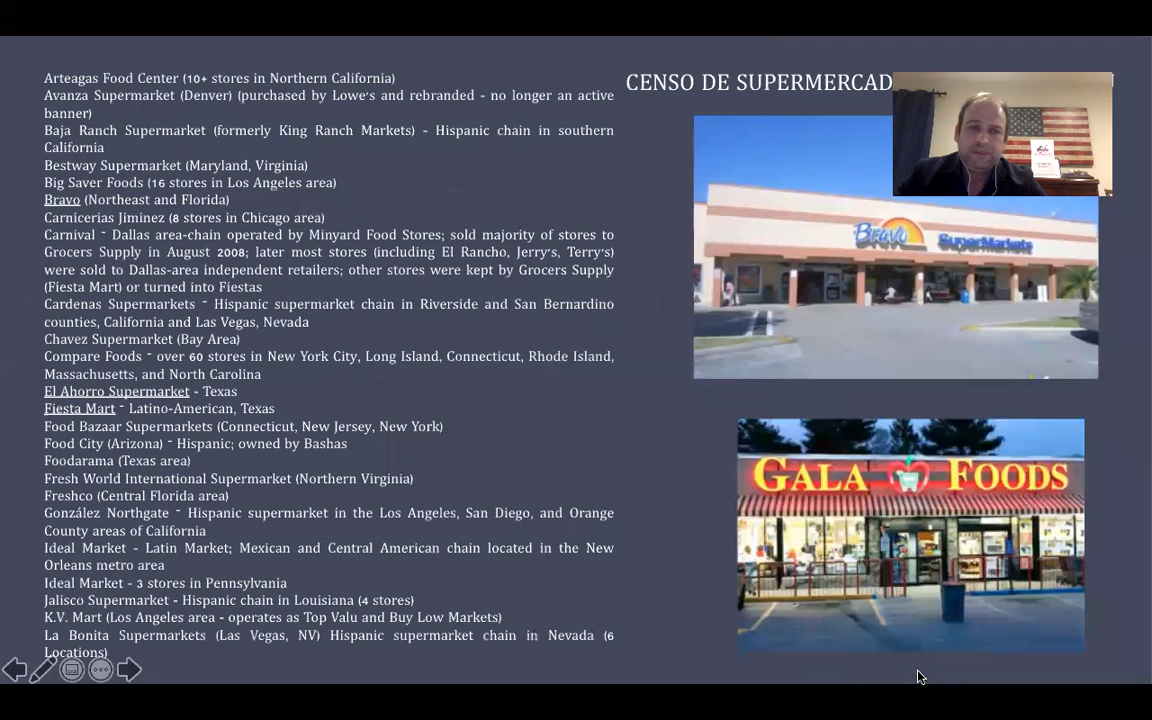 Arteagas Food Center (10+ stores in Northern California)
Avanza Supermarket (Denver) (purchased by Lowe's and rebranded - no longer an active
banner)
Baja Ranch Supermarket (formerly King Ranch Markets) - Hispanic chain in southern
California
Bestway Supermarket (Maryland, Virginia)
Big Saver Foods (16 stores in Los Angeles area)
Bravo (Northeast and Florida)
Carnicerias Jiminez (8 stores in Chicago area)
Carnival - Dallas area-chain operated by Minyard Food Stores; sold majority of stores to
Grocers Supply in August 2008; later most stores (including El Rancho, Jerry's, Terry's)
were sold to Dallas-area independent retailers; other stores were kept by Grocers Supply
(Fiesta Mart) or turned into Fiestas
Cardenas Supermarkets - Hispanic supermarket chain in Riverside and San Bernardino
counties, California and Las Vegas, Nevada
Chavez Supermarket (Bay Area)
Compare Foods - over 60 stores in New York City, Long Island, Connecticut, Rhode Island,
Massachusetts, and North Carolina
El Ahorro Supermarket - Texas
Fiesta Mart - Latino-American, Texas
Food Bazaar Supermarkets (Connecticut, New Jersey, New York)
Food City (Arizona) - Hispanic; owned by Bashas
Foodarama (Texas area)
Fresh World International Supermarket (Northern Virginia)
Freshco (Central Florida area)
González Northgate - Hispanic supermarket in the Los Angeles, San Diego, and Orange
County areas of California
Ideal Market - Latin Market; Mexican and Central American chain located in the New
Orleans metro area
Ideal Market - 3 stores in Pennsylvania
Jalisco Supermarket - Hispanic chain in Louisiana (4 stores)
K.V. Mart (Los Angeles area - operates as Top Valu and Buy Low Markets)
La Bonita Supermarkets (Las Vegas, NV) Hispanic supermarket chain in Nevada (6
Locations)
CENSO DE SUPERMERCAD
Bravo SuperMarkets
GALA FOODS